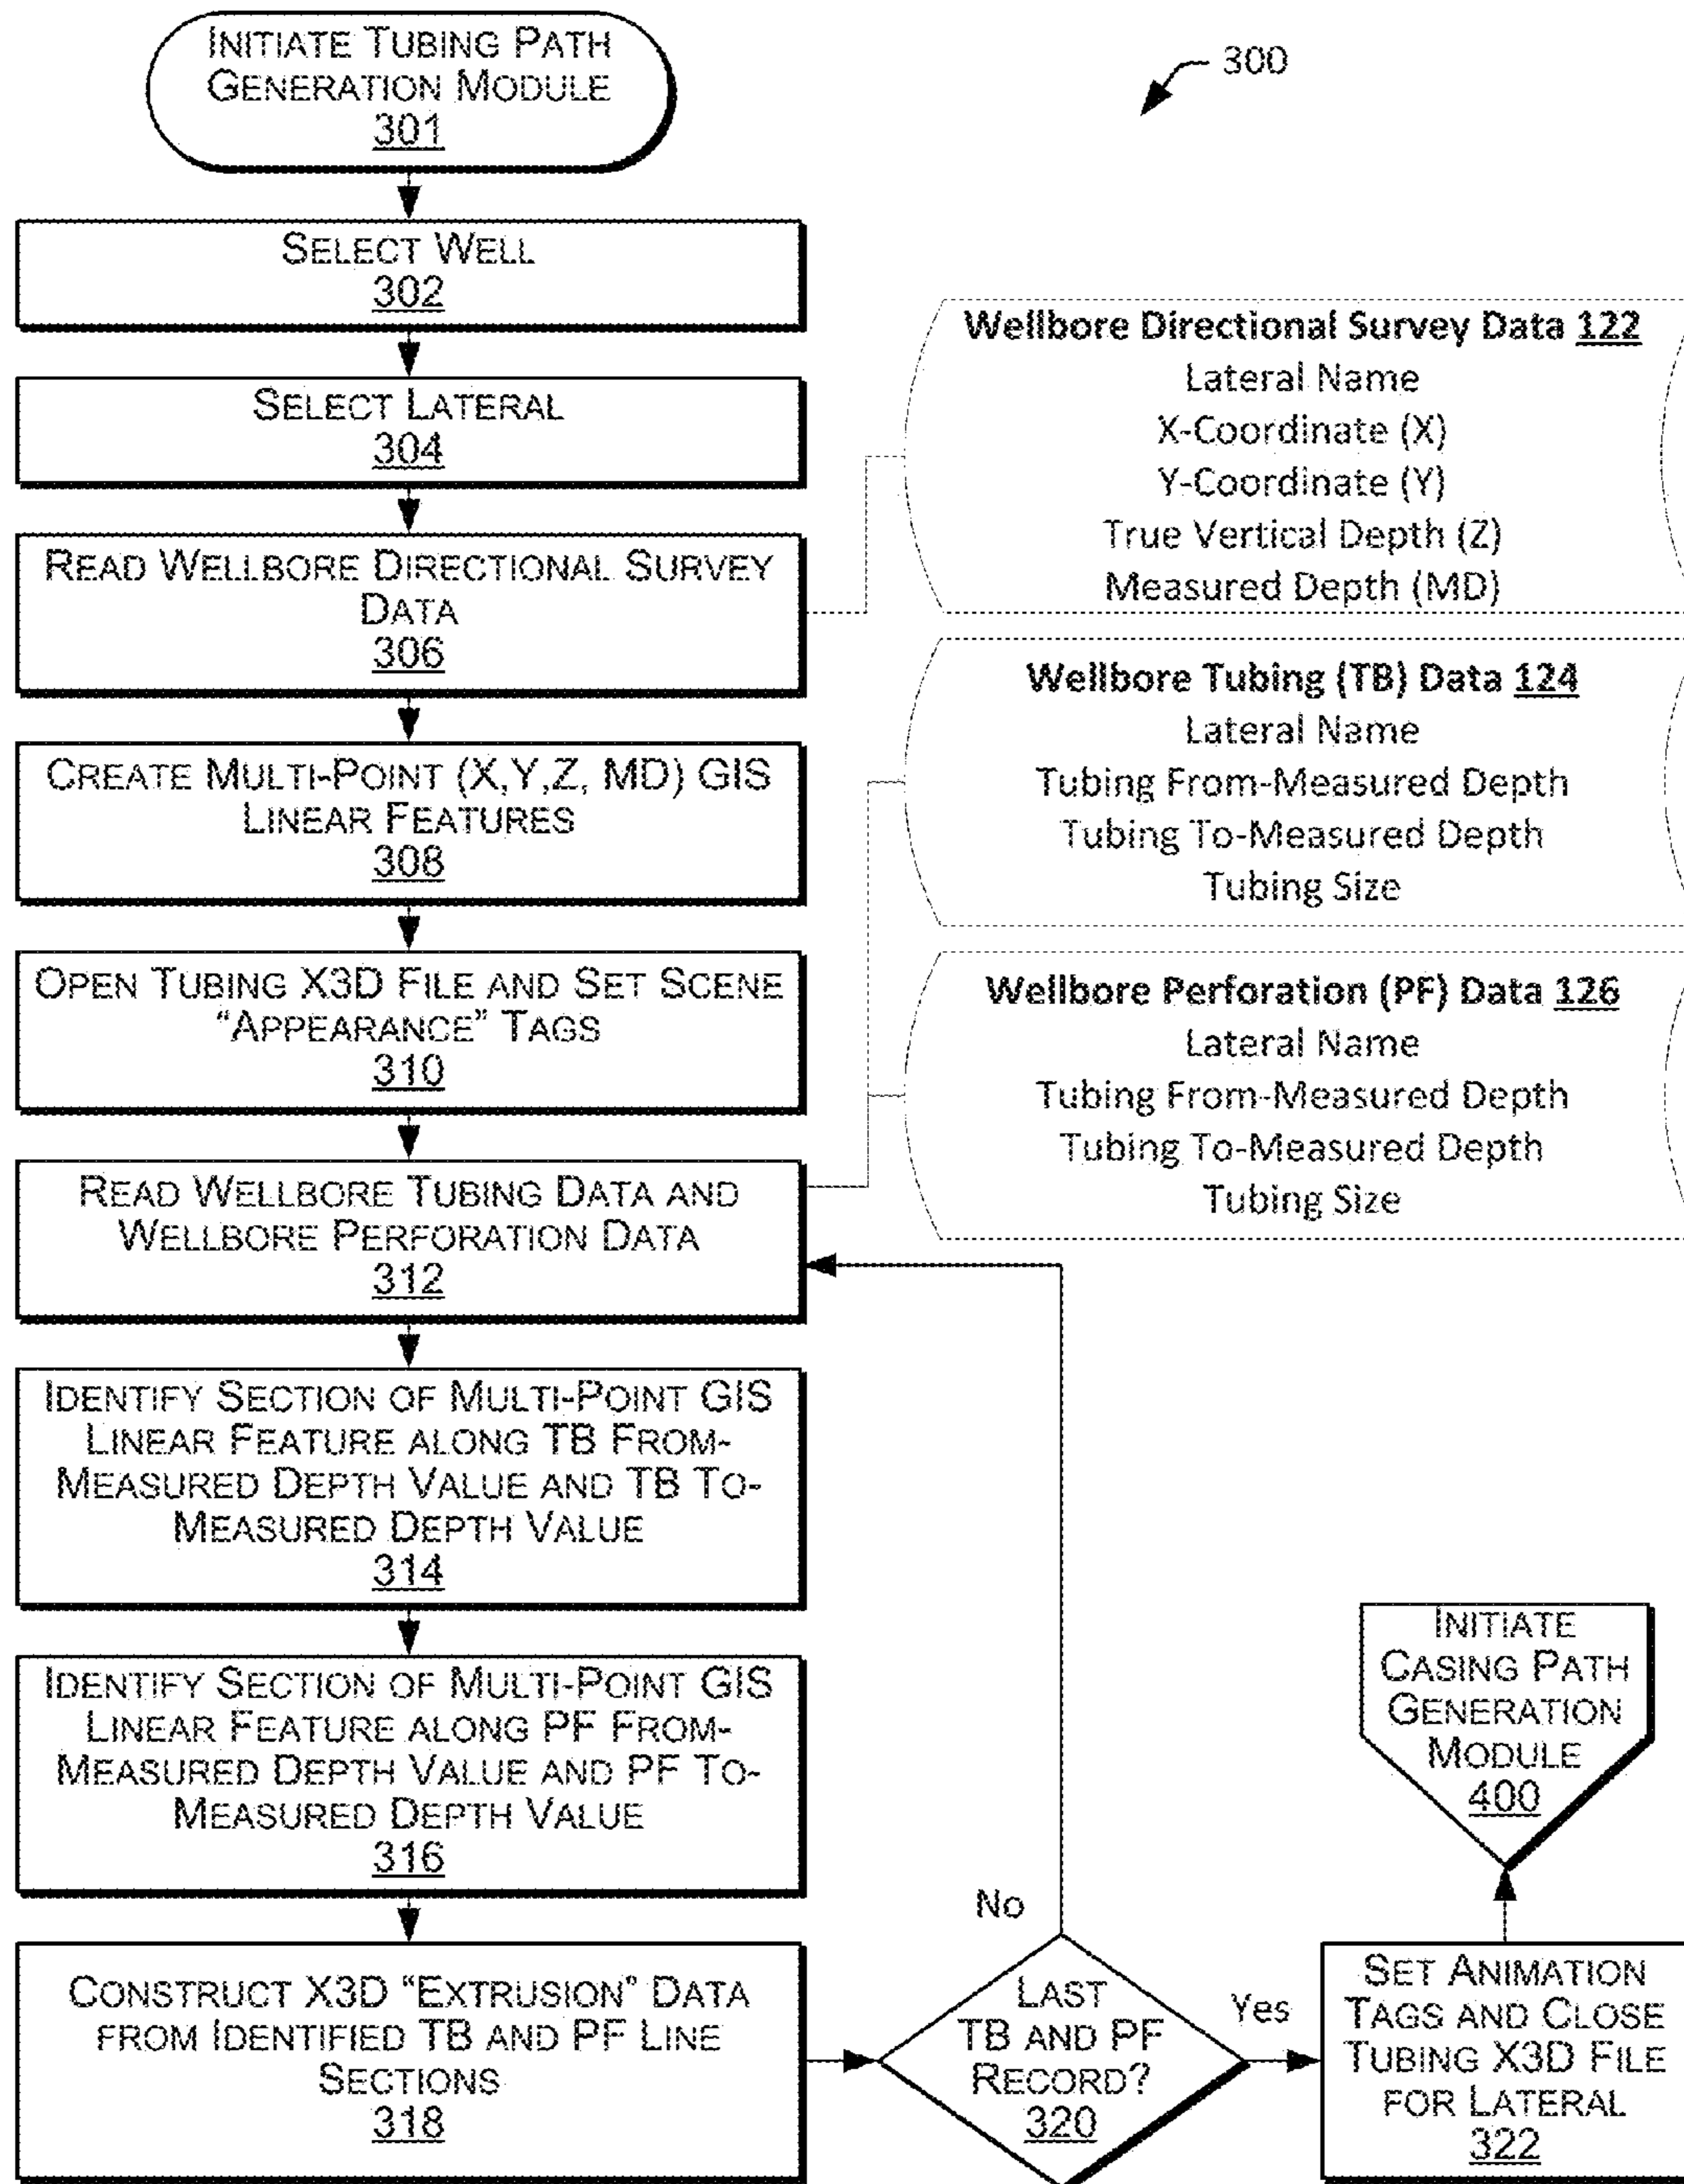 INITIATE TUBING PATH
GENERATION MODULE
301
300
SELECT WELL
302
SELECT LATERAL
304
READ WELLBORE DIRECTIONAL SURVEY
DATA
306
CREATE MULTI-POINT (X,Y,Z, MD) GIS
LINEAR FEATURES
308
OPEN TUBING X3D FILE AND SET SCENE
“APPEARANCE” TAGS
310
READ WELLBORE TUBING DATA AND
WELLBORE PERFORATION DATA
312
IDENTIFY SECTION OF MULTI-POINT GIS
LINEAR FEATURE ALONG TB FROM-
MEASURED DEPTH VALUE AND TB TO-
MEASURED DEPTH VALUE
314
IDENTIFY SECTION OF MULTI-POINT GIS
LINEAR FEATURE ALONG PF FROM-
MEASURED DEPTH VALUE AND PF TO-
MEASURED DEPTH VALUE
316
CONSTRUCT X3D “EXTRUSION” DATA
FROM IDENTIFIED TB AND PF LINE
SECTIONS
318
Wellbore Directional Survey Data 122
Lateral Name
X-Coordinate (X)
Y-Coordinate (Y)
True Vertical Depth (Z)
Measured Depth (MD)
Wellbore Tubing (TB) Data 124
Lateral Name
Tubing From-Measured Depth
Tubing To-Measured Depth
Tubing Size
Wellbore Perforation (PF) Data 126
Lateral Name
Tubing From-Measured Depth
Tubing To-Measured Depth
Tubing Size
No
LAST
TB AND PF
RECORD?
320
Yes
SET ANIMATION
TAGS AND CLOSE
TUBING X3D FILE
FOR LATERAL
322
INITIATE
CASING PATH
GENERATION
MODULE
400